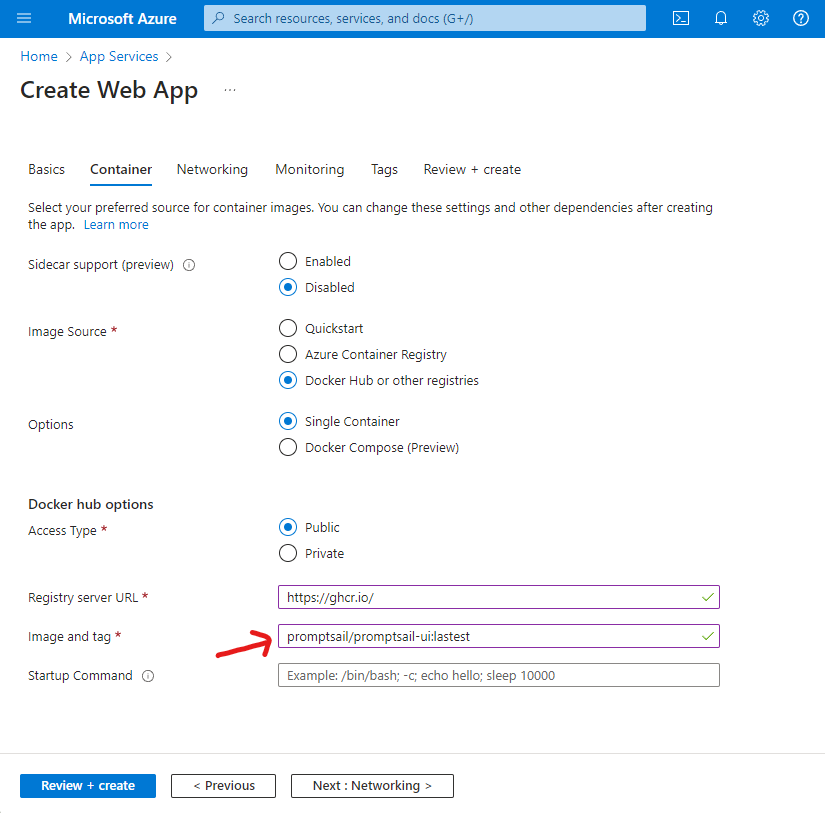 Microsoft Azure
Search resources, services, and docs (G+/)
Home > App Services >
Create Web App ...
Basics Container Networking Monitoring Tags Review + create
Select your preferred source for container images. You can change these settings and other dependencies after creating
the app. Learn more
Sidecar support (preview)
Enabled
Disabled
Image Source *
Quickstart
Azure Container Registry
Docker Hub or other registries
Options
Single Container
Docker Compose (Preview)
Docker hub options
Access Type *
Public
Private
Registry server URL * https://ghcr.io/
Image and tag * promptsail/promptsail-ui:lastest
Startup Command Example: /bin/bash; -c; echo hello; sleep 10000
Review + create < Previous Next : Networking >